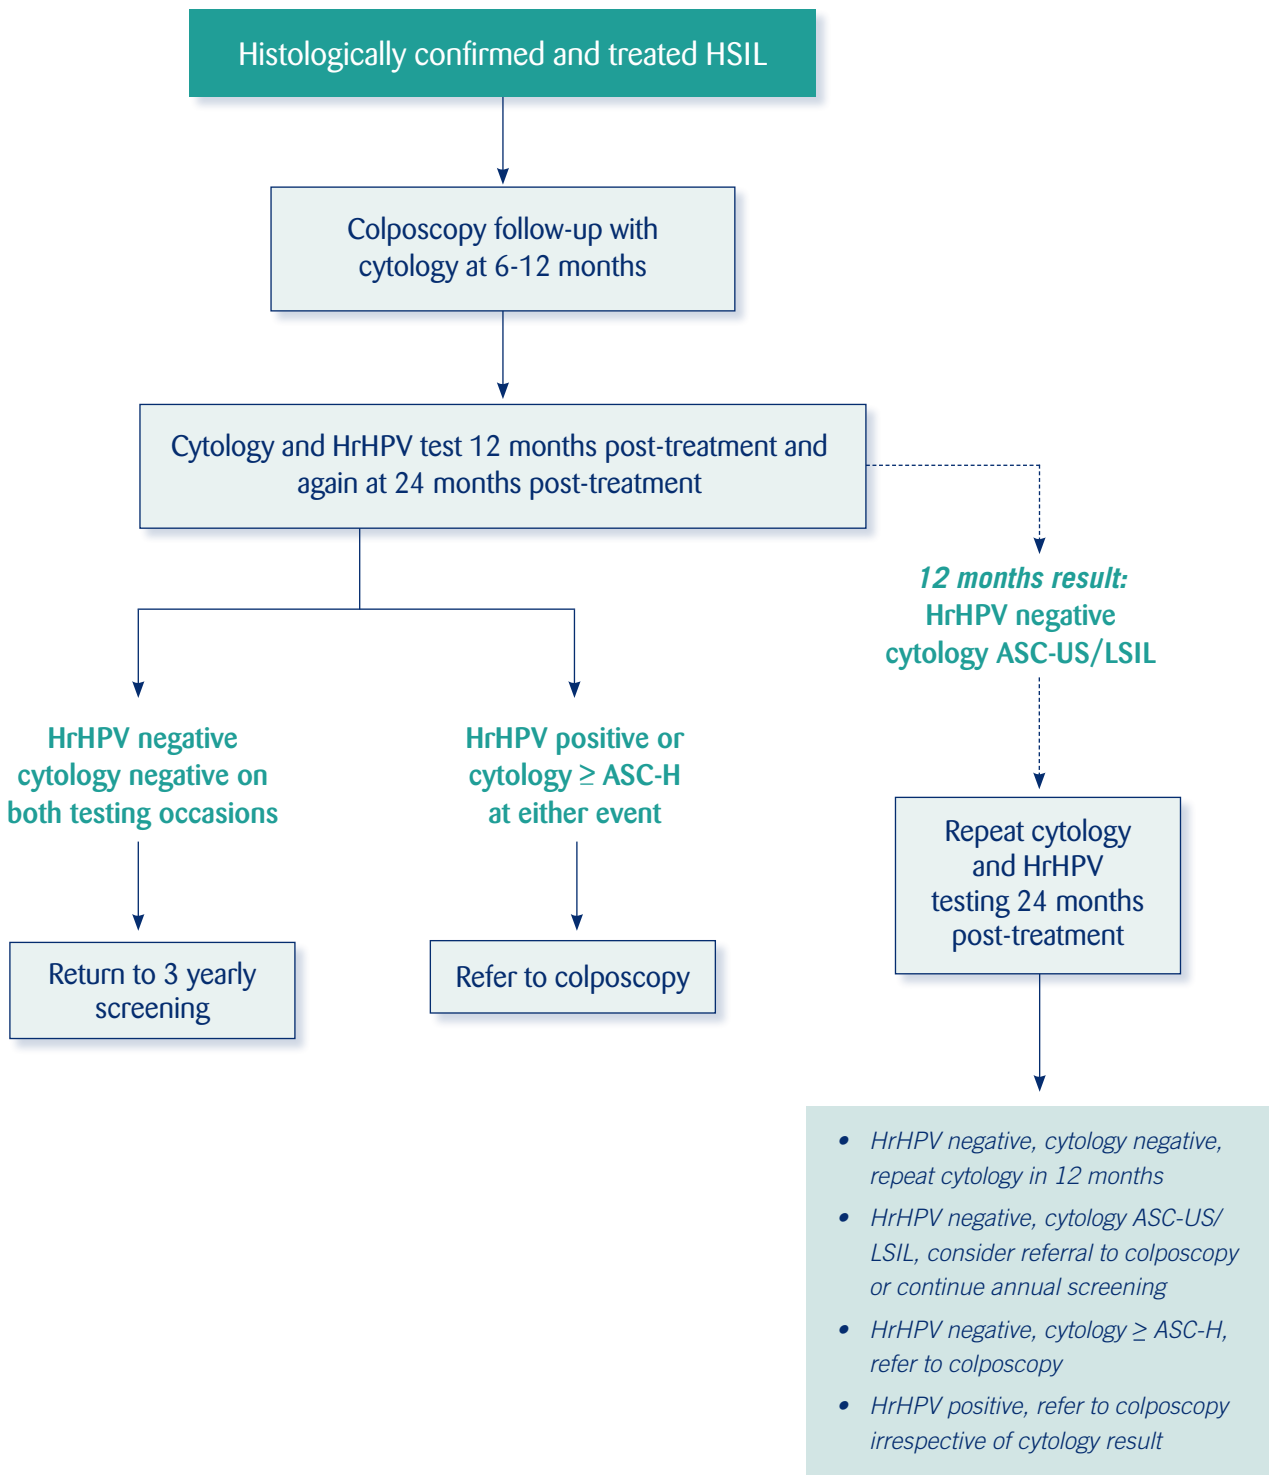 Histologically confirmed and treated HSIL
Colposcopy follow-up with
cytology at 6-12 months
Cytology and HrHPV test 12 months post-treatment and
again at 24 months post-treatment
12 months result:
HrHPV negative
cytology ASC-US/LSIL
HrHPV negative
cytology negative on
both testing occasions
HrHPV positive or
cytology ≥ ASC-H
at either event
Repeat cytology
and HrHPV
testing 24 months
post-treatment
Return to 3 yearly
screening
Refer to colposcopy
• HrHPV negative, cytology negative,
repeat cytology in 12 months
• HrHPV negative, cytology ASC-US/
LSIL, consider referral to colposcopy
or continue annual screening
• HrHPV negative, cytology ≥ ASC-H,
refer to colposcopy
• HrHPV positive, refer to colposcopy
irrespective of cytology result